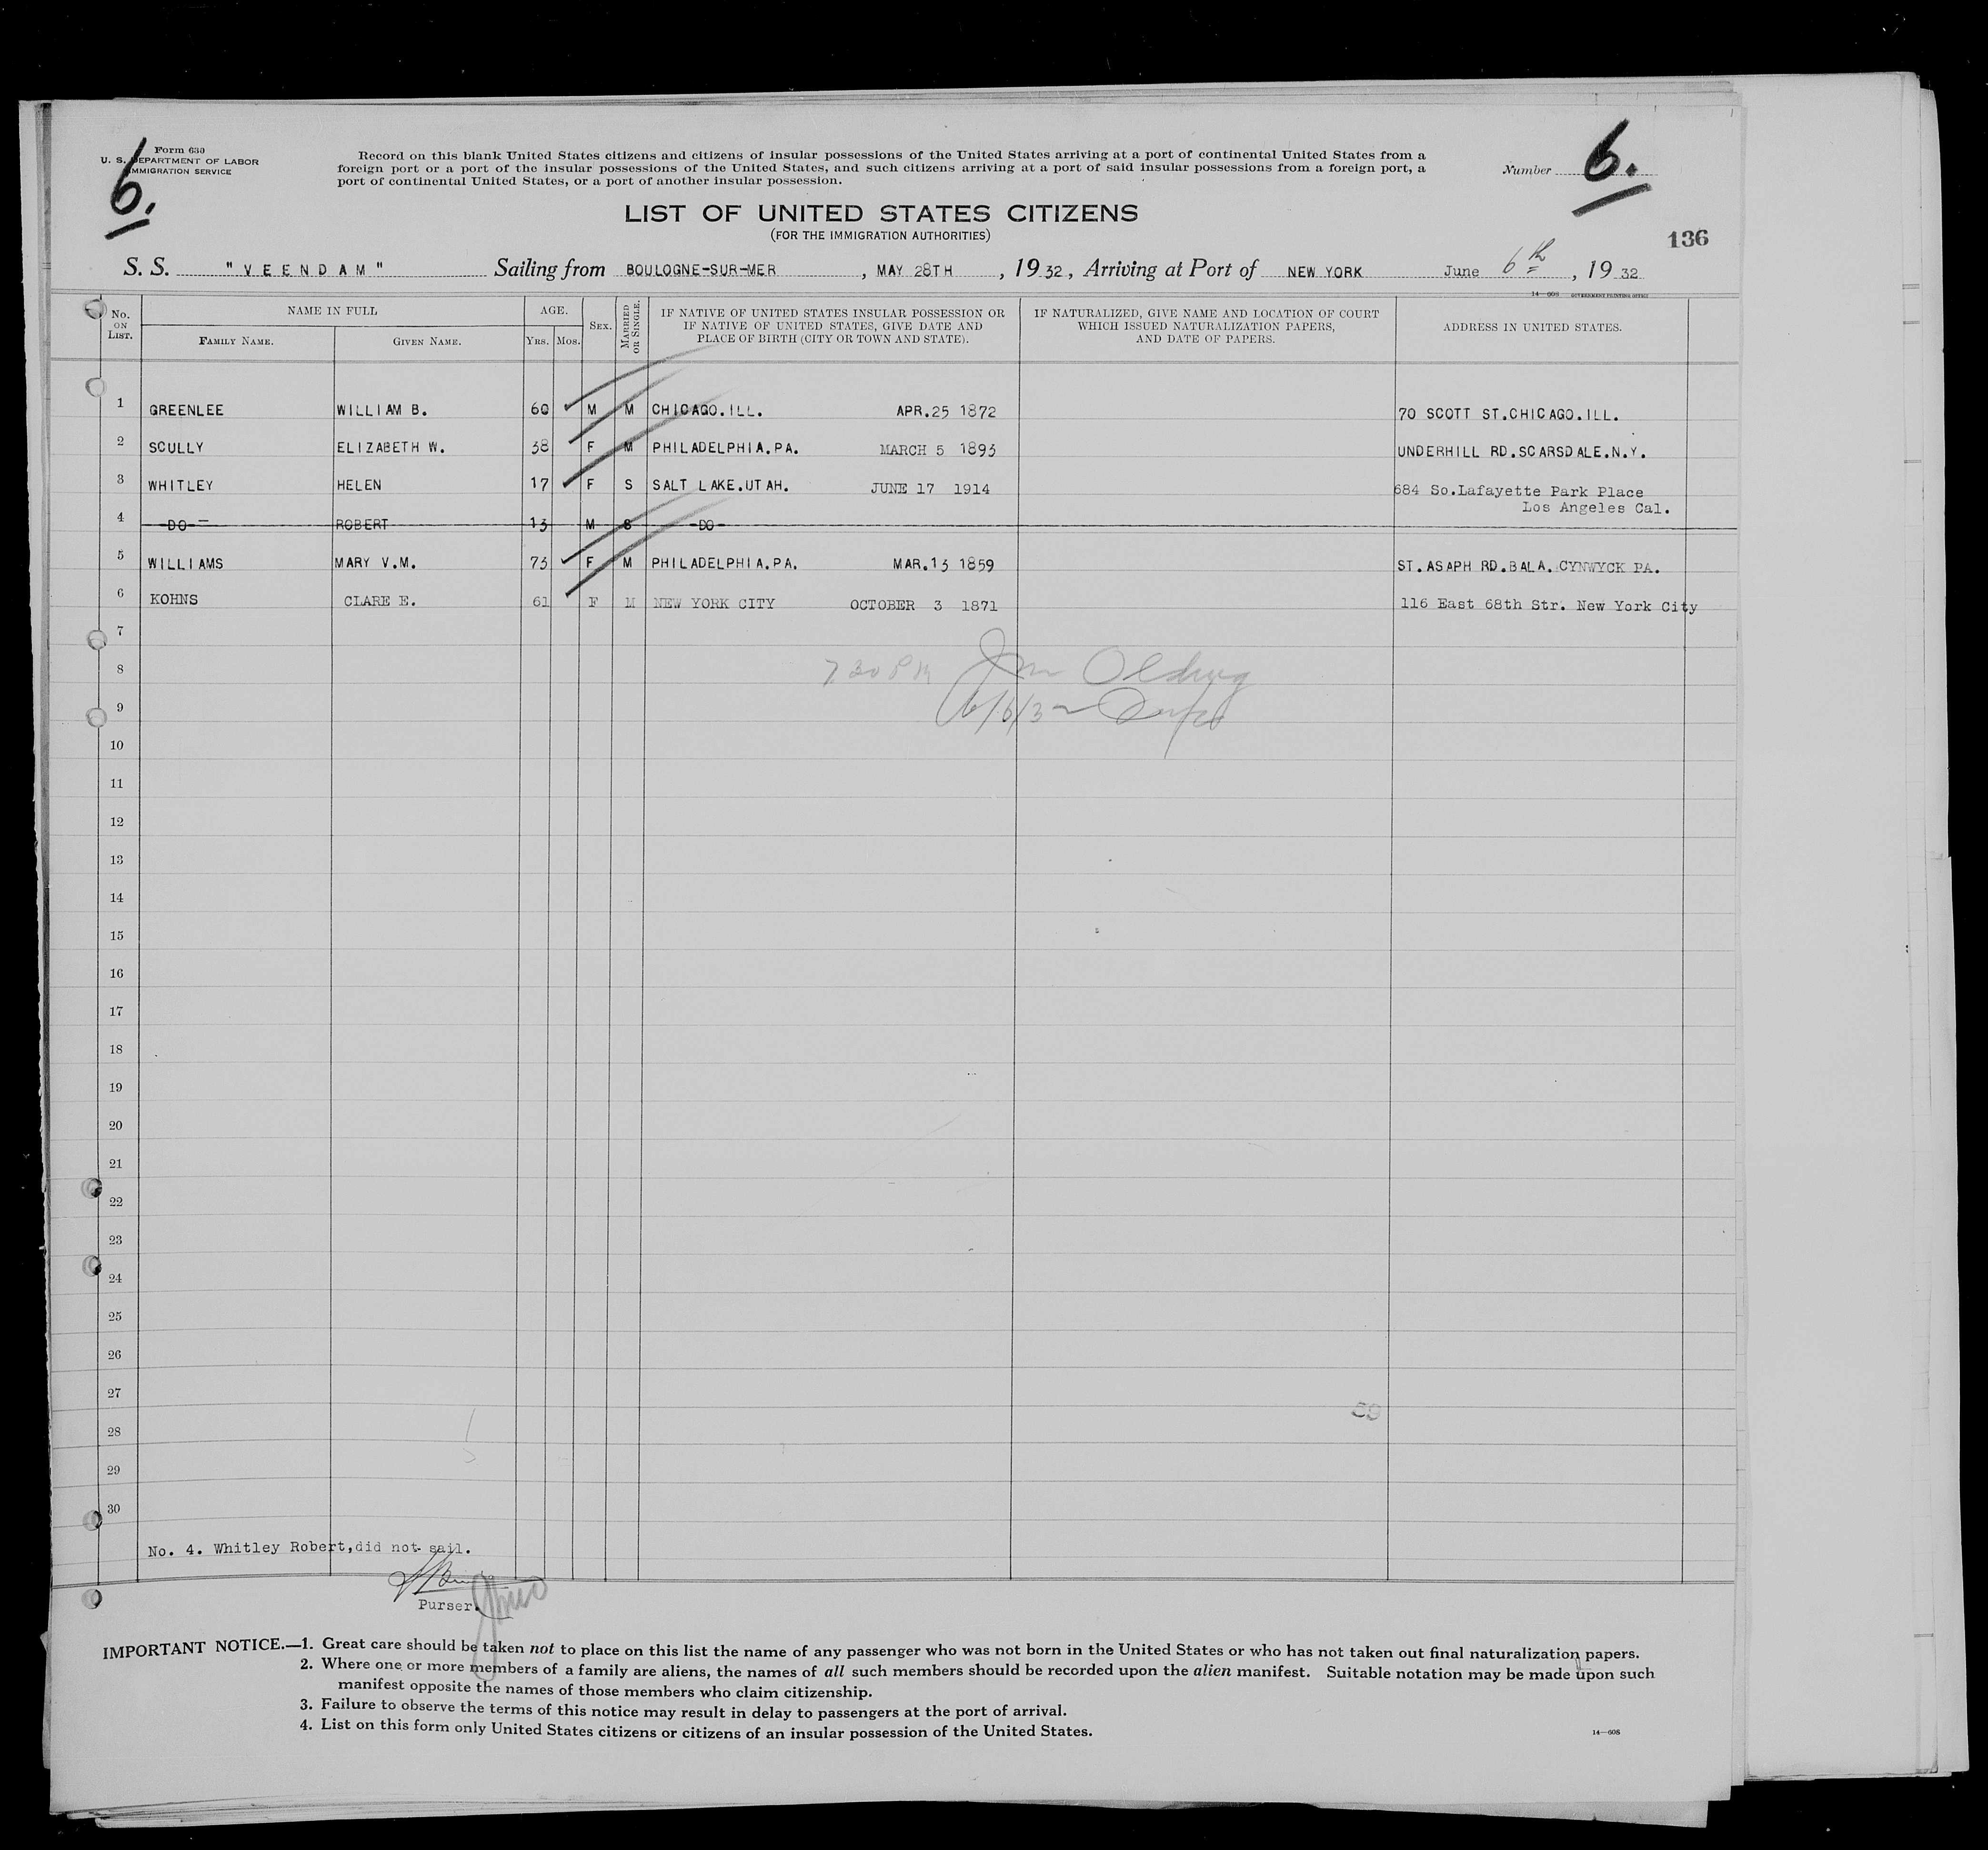 Form 630
U. S. DEPARTMENT OF LABOR
IMMIGRATION SERVICE
6.
Record on this blank United States citizens and citizens of insular possessions of the United States arriving at a port of continental United States from a
foreign port or a port of the insular possessions of the United States, and such citizens arriving at a port of said insular possessions from a foreign port, a
port of continental United States, or a port of another insular possession.
Number 6.
LIST OF UNITED STATES CITIZENS
(FOR THE IMMIGRATION AUTHORITIES)
136
S. S. "VEENDAM" Sailing from BOULOGNE-SUR-MER, MAY 28TH, 1932, Arriving at Port of NEW YORK June 6th, 1932
14—608 GOVERNMENT PRINTING OFFICE
No. ON LIST. NAME IN FULL FAMILY NAME. GIVEN NAME. AGE. YRS. MOS. SEX. MARRIED OR SINGLE. IF NATIVE OF UNITED STATES INSULAR POSSESSION OR IF NATIVE OF UNITED STATES, GIVE DATE AND PLACE OF BIRTH (CITY OR TOWN AND STATE). IF NATURALIZED, GIVE NAME AND LOCATION OF COURT WHICH ISSUED NATURALIZATION PAPERS, AND DATE OF PAPERS. ADDRESS IN UNITED STATES.
1 GREENLEE WILLIAM B. 60 M M CHICAGO.ILL. APR.25 1872 70 SCOTT ST.CHICAGO.ILL.
2 SCULLY ELIZABETH W. 38 F M PHILADELPHIA.PA. MARCH 5 1893 UNDERHILL RD.SCARSDALE.N.Y.
3 WHITLEY HELEN 17 F S SALT LAKE.UTAH. JUNE 17 1914 684 So.Lafayette Park Place
Los Angeles Cal.
4 -DO- ROBERT 13 M S -DO-
5 WILLIAMS MARY V.M. 73 F M PHILADELPHIA.PA. MAR.13 1859 ST.ASAPH RD.BALA.CYNWYCK PA.
6 KOHNS CLARE E. 61 F M NEW YORK CITY OCTOBER 3 1871 116 East 68th Str. New York City
7
8 7 30 PM
9 6/6/32
10
11
12
13
14
15
16
17
18
19
20
21
22
23
24
25
26
27
28
29
30
No. 4. Whitley Robert,did not sail.
Purser.
IMPORTANT NOTICE.—1. Great care should be taken not to place on this list the name of any passenger who was not born in the United States or who has not taken out final naturalization papers.
2. Where one or more members of a family are aliens, the names of all such members should be recorded upon the alien manifest. Suitable notation may be made upon such
manifest opposite the names of those members who claim citizenship.
3. Failure to observe the terms of this notice may result in delay to passengers at the port of arrival.
4. List on this form only United States citizens or citizens of an insular possession of the United States.
14—608